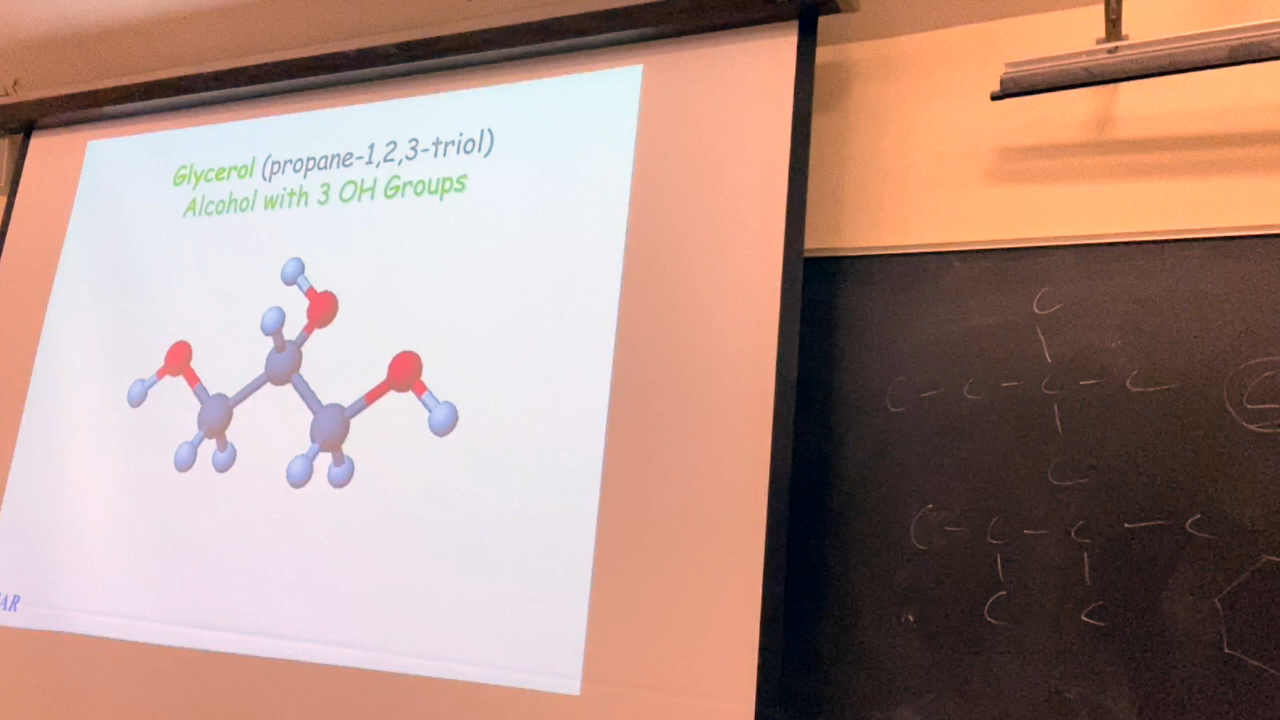 Glycerol (propane-1,2,3-triol)
Alcohol with 3 OH Groups
AR
C
C - C - C - C
C
C - C - C - C
C C